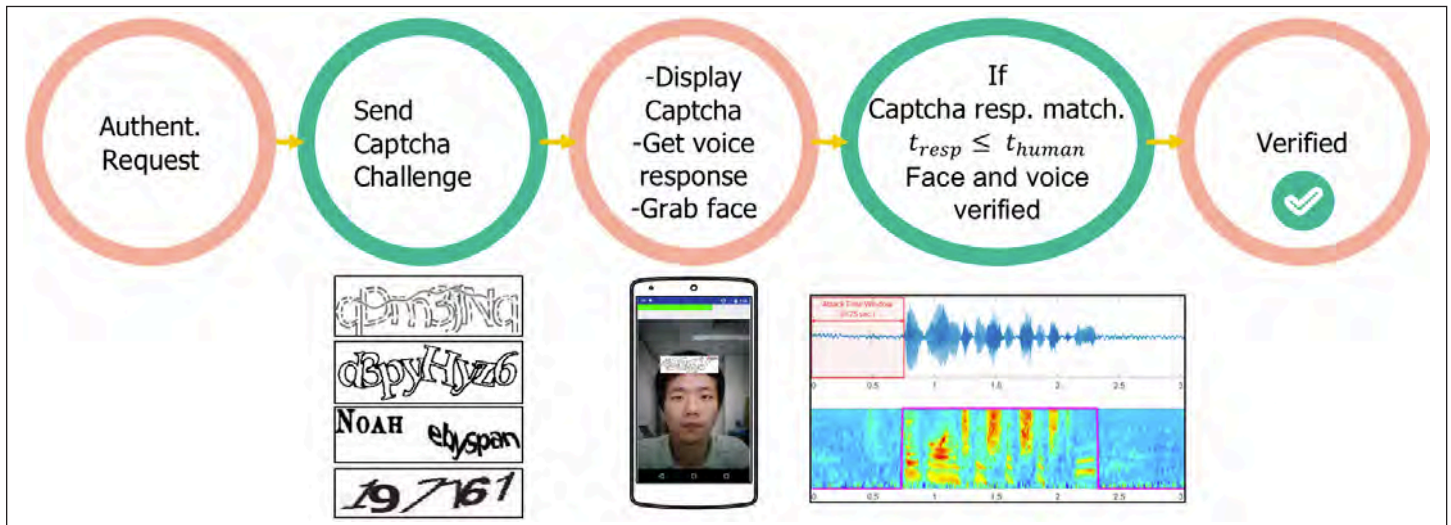 Authent.
Request
Send
Captcha
Challenge
-Display
Captcha
-Get voice
response
-Grab face
If
Captcha resp. match.
t_resp ≤ t_human
Face and voice
verified
Verified
qDm3jNq
d3pyHyz6
NOAH ebyspan
197161
Attack Time Window
0 0.5 1 1.5 2 2.5 3
0 0.5 1 1.5 2 2.5 3